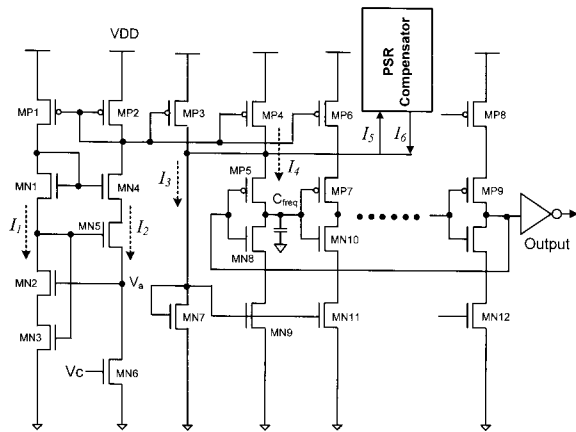 VDD
PSR
Compensator
MP1
MP2
MP3
MP4
MP6
MP8
I5
I6
I4
I3
MN1
MN4
MP5
Cfreq
MP7
MP9
I1
MN5
I2
MN8
MN10
Output
MN2
Va
MN3
MN7
MN9
MN11
MN12
Vc
MN6